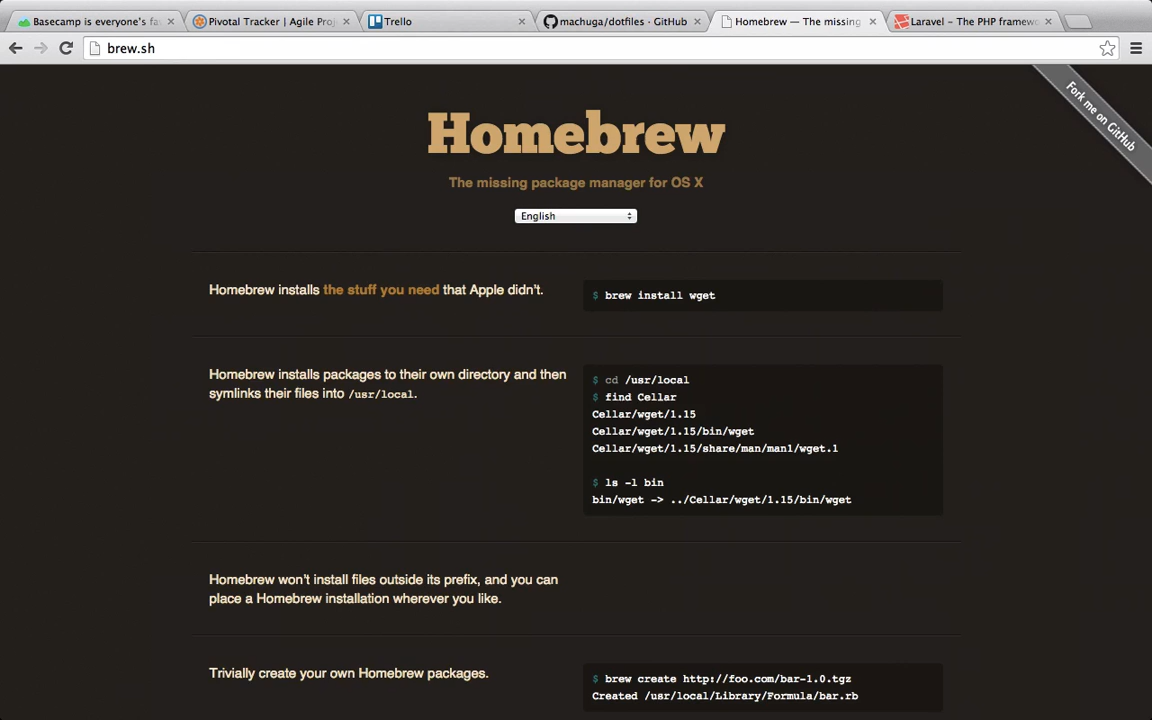 Basecamp is everyone's fa
Pivotal Tracker | Agile Proj
Trello
machuga/dotfiles · GitHub
Homebrew — The missing
Laravel – The PHP framewo
brew.sh
Fork me on GitHub
Homebrew
The missing package manager for OS X
English
Homebrew installs the stuff you need that Apple didn't.
$ brew install wget
Homebrew installs packages to their own directory and then
symlinks their files into /usr/local.
$ cd /usr/local
$ find Cellar
Cellar/wget/1.15
Cellar/wget/1.15/bin/wget
Cellar/wget/1.15/share/man/man1/wget.1
$ ls -l bin
bin/wget -> ../Cellar/wget/1.15/bin/wget
Homebrew won't install files outside its prefix, and you can
place a Homebrew installation wherever you like.
Trivially create your own Homebrew packages.
$ brew create http://foo.com/bar-1.0.tgz
Created /usr/local/Library/Formula/bar.rb